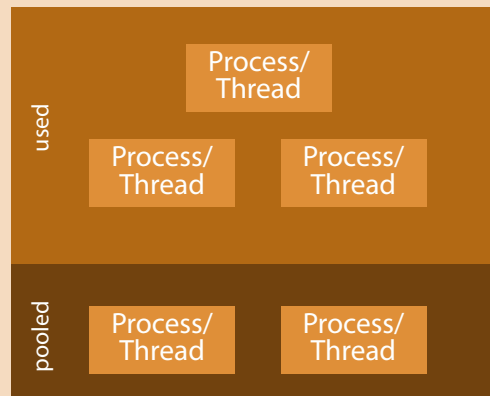 used
Process/
Thread
Process/
Thread
Process/
Thread
pooled
Process/
Thread
Process/
Thread